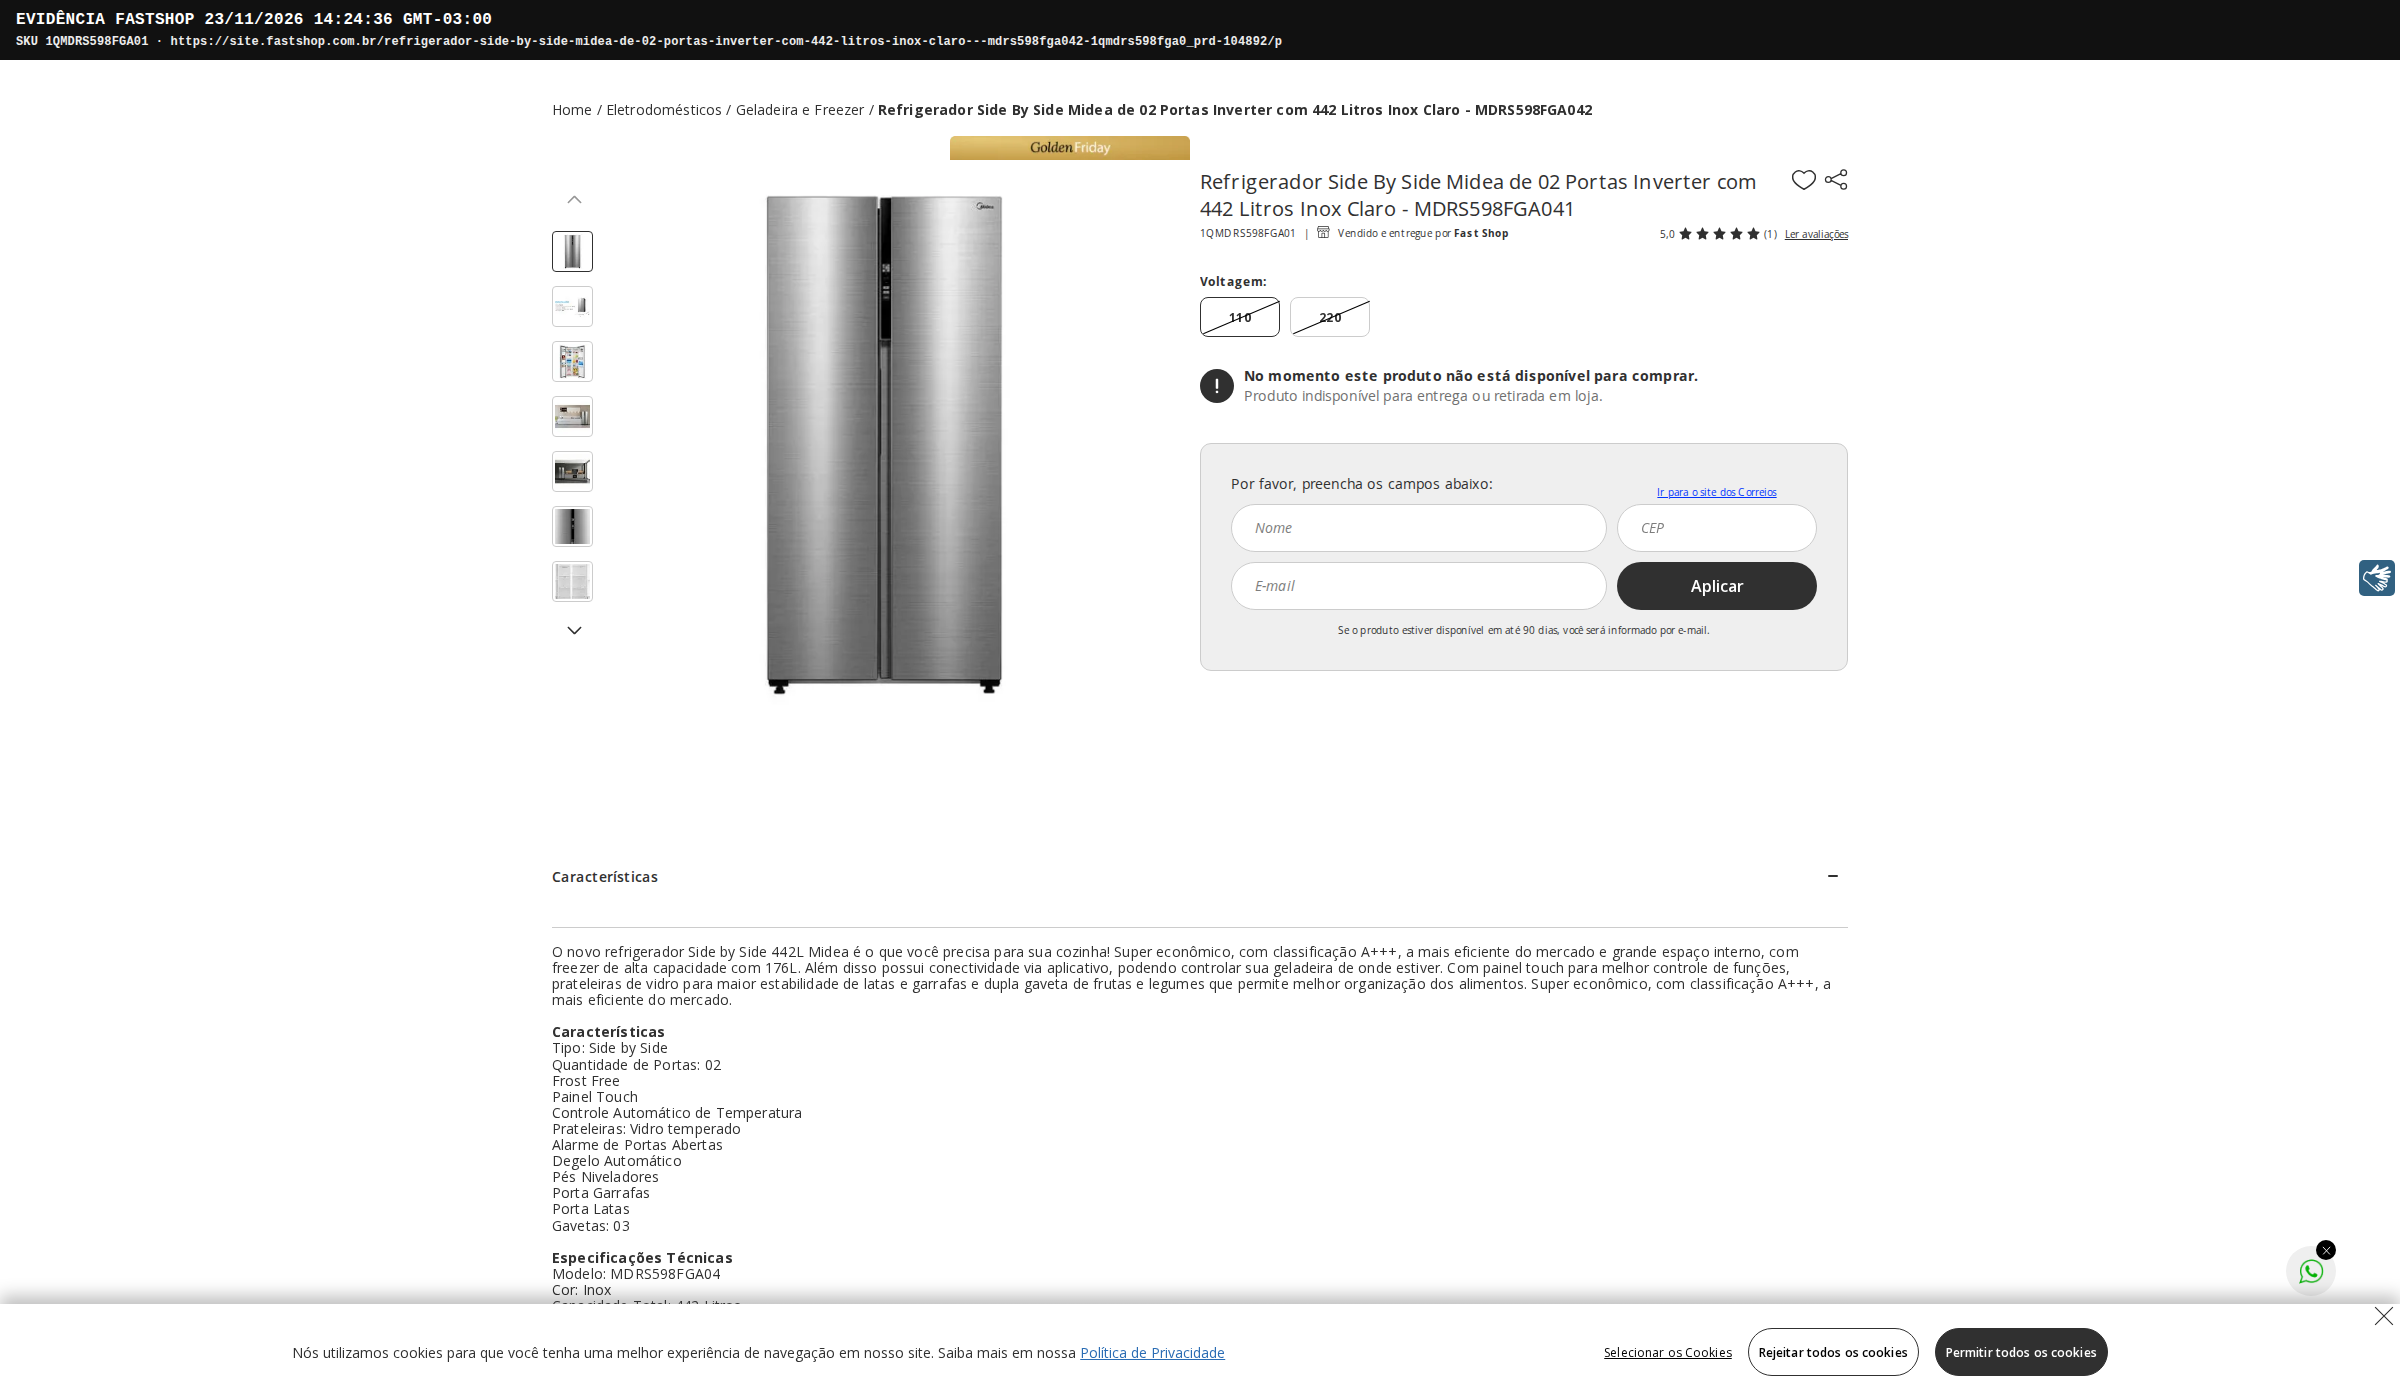 EVIDÊNCIA FASTSHOP 23/11/2026 14:24:36 GMT-03:00
SKU 1QMDRS598FGA01 · https://site.fastshop.com.br/refrigerador-side-by-side-midea-de-02-portas-inverter-com-442-litros-inox-claro---mdrs598fga042-1qmdrs598fga0_prd-104892/p
Home / Eletrodomésticos / Geladeira e Freezer / Refrigerador Side By Side Midea de 02 Portas Inverter com 442 Litros Inox Claro - MDRS598FGA042
Golden Friday
Midea
Refrigerador Side By Side Midea de 02 Portas Inverter com
442 Litros Inox Claro - MDRS598FGA041
1QMDRS598FGA01 | Vendido e entregue por Fast Shop
5,0 (1) Ler avaliações
Voltagem:
110 220
No momento este produto não está disponível para comprar.
Produto indisponível para entrega ou retirada em loja.
Por favor, preencha os campos abaixo:
Ir para o site dos Correios
Nome CEP
E-mail Aplicar
Se o produto estiver disponível em até 90 dias, você será informado por e-mail.
Características
O novo refrigerador Side by Side 442L Midea é o que você precisa para sua cozinha! Super econômico, com classificação A+++, a mais eficiente do mercado e grande espaço interno, com
freezer de alta capacidade com 176L. Além disso possui conectividade via aplicativo, podendo controlar sua geladeira de onde estiver. Com painel touch para melhor controle de funções,
prateleiras de vidro para maior estabilidade de latas e garrafas e dupla gaveta de frutas e legumes que permite melhor organização dos alimentos. Super econômico, com classificação A+++, a
mais eficiente do mercado.
Características
Tipo: Side by Side
Quantidade de Portas: 02
Frost Free
Painel Touch
Controle Automático de Temperatura
Prateleiras: Vidro temperado
Alarme de Portas Abertas
Degelo Automático
Pés Niveladores
Porta Garrafas
Porta Latas
Gavetas: 03
Especificações Técnicas
Modelo: MDRS598FGA04
Cor: Inox
Capacidade Total: 442 Litros
Nós utilizamos cookies para que você tenha uma melhor experiência de navegação em nosso site. Saiba mais em nossa Política de Privacidade
Selecionar os Cookies Rejeitar todos os cookies Permitir todos os cookies